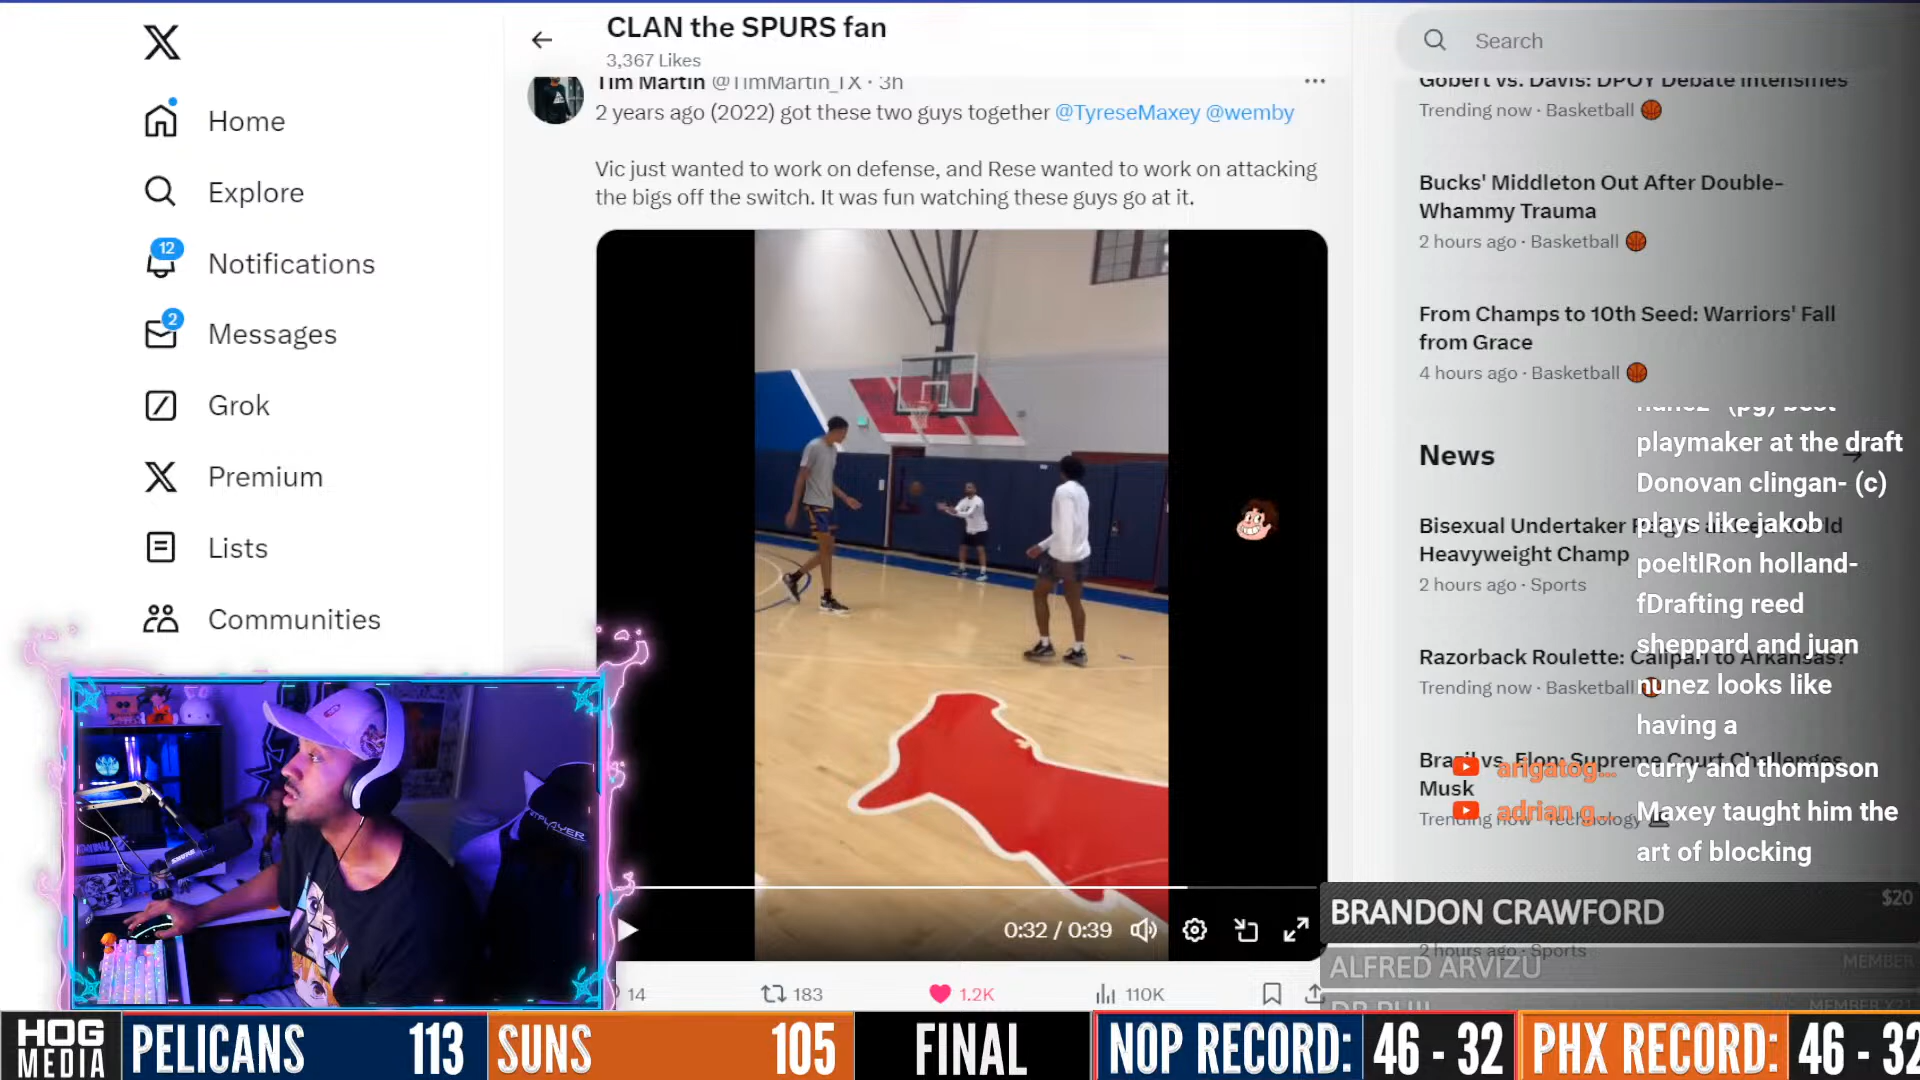 Home
Explore
12
Notifications
2
Messages
Grok
Premium
Lists
Communities
CLAN the SPURS fan
3,367 Likes
Tim Martin @TimMartin_TX · 3h
2 years ago (2022) got these two guys together @TyreseMaxey @wemby
Vic just wanted to work on defense, and Rese wanted to work on attacking
the bigs off the switch. It was fun watching these guys go at it.
0:32 / 0:39
14
183
1.2K
110K
Search
Gobert vs. Davis: DPOY Debate Intensifies
Trending now · Basketball
Bucks' Middleton Out After Double-
Whammy Trauma
2 hours ago · Basketball
From Champs to 10th Seed: Warriors' Fall
from Grace
4 hours ago · Basketball
News
Bisexual Undertaker
Heavyweight Champ
2 hours ago · Sports
Razorback Roulette: Calipari to Arkansas?
Trending now · Basketball
Brazil vs. Elon: Supreme Court Challenges
Musk
Trending now · Technology
2 hours ago · Sports
nunez- (pg) best
playmaker at the draft
Donovan clingan- (c)
plays like jakob
poeltlRon holland-
fDrafting reed
sheppard and juan
nunez looks like
having a
arigatog... curry and thompson
adrian g... Maxey taught him the
art of blocking
BRANDON CRAWFORD $20
ALFRED ARVIZU MEMBER
MEMBER X21
HOG
MEDIA
PELICANS 113
SUNS 105
FINAL
NOP RECORD: 46 - 32
PHX RECORD: 46 - 32